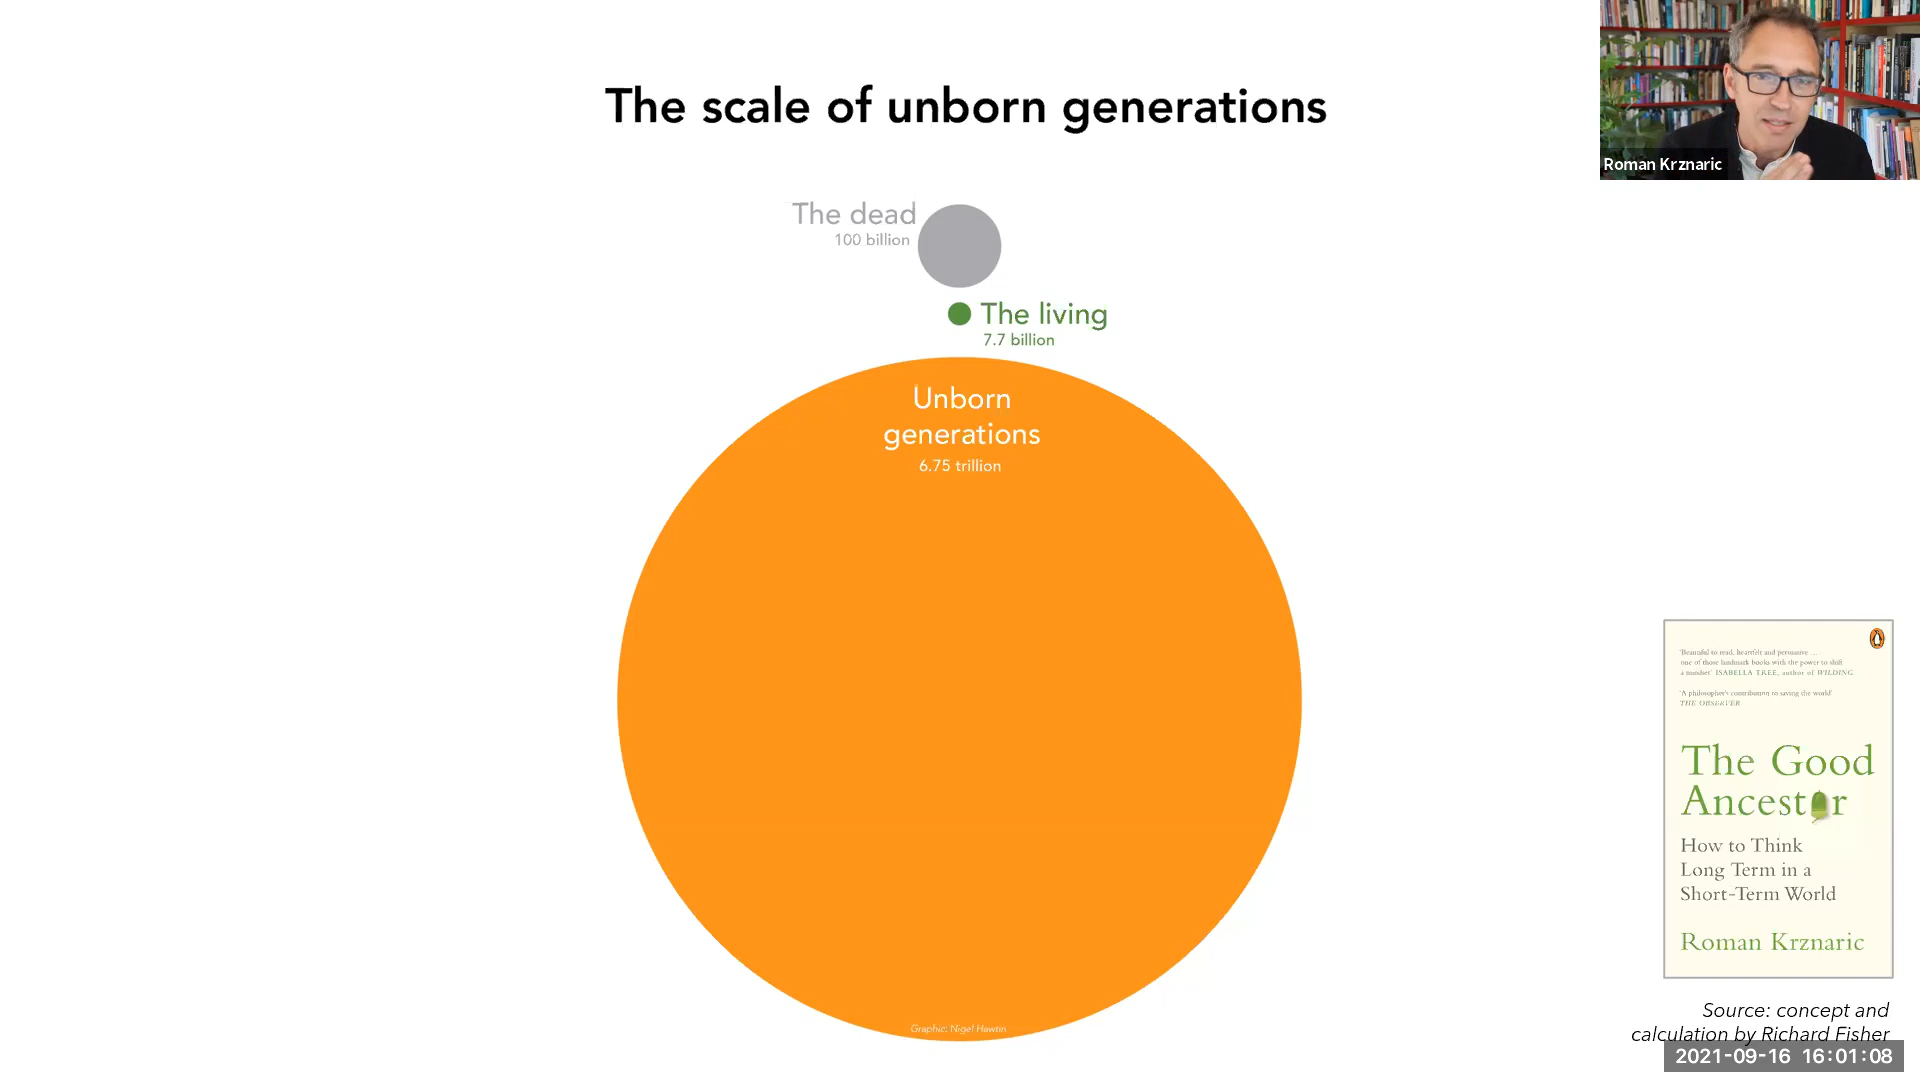 The scale of unborn generations
Roman Krznaric
The dead
100 billion
The living
7.7 billion
Unborn
generations
6.75 trillion
Graphic: Nigel Hawtin
'Beautiful to read, heartfelt and persuasive ...
one of those landmark books with the power to shift
a mindset' ISABELLA TREE, author of WILDING
'A philosopher's contribution to saving the world'
THE OBSERVER
The Good
Ancestor
How to Think
Long Term in a
Short-Term World
Roman Krznaric
Source: concept and
calculation by Richard Fisher
2021-09-16 16:01:08